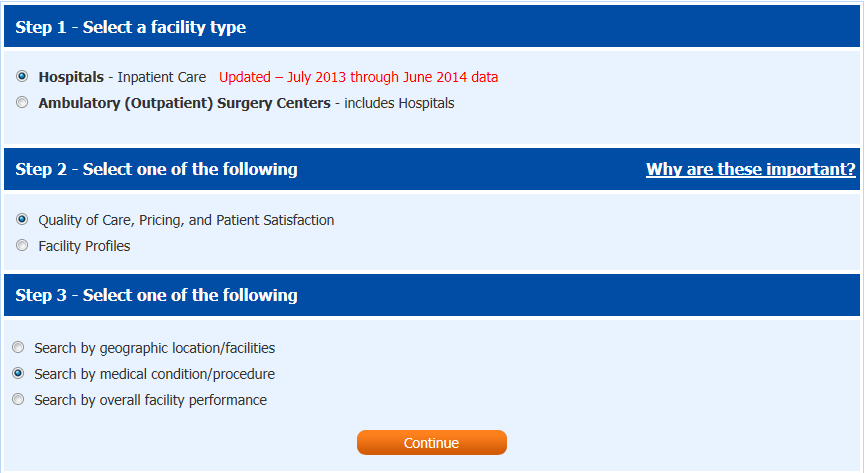 Step 1 - Select a facility type
Hospitals - Inpatient Care Updated – July 2013 through June 2014 data
Ambulatory (Outpatient) Surgery Centers - includes Hospitals
Step 2 - Select one of the following Why are these important?
Quality of Care, Pricing, and Patient Satisfaction
Facility Profiles
Step 3 - Select one of the following
Search by geographic location/facilities
Search by medical condition/procedure
Search by overall facility performance
Continue